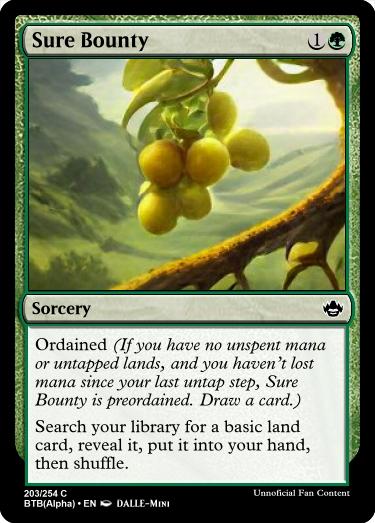 Sure Bounty 1
Sorcery
Ordained (If you have no unspent mana
or untapped lands, and you haven't lost
mana since your last untap step, Sure
Bounty is preordained. Draw a card.)
Search your library for a basic land
card, reveal it, put it into your hand,
then shuffle.
203/254 C
BTB(Alpha) • EN DALLE-Mini
Unofficial Fan Content